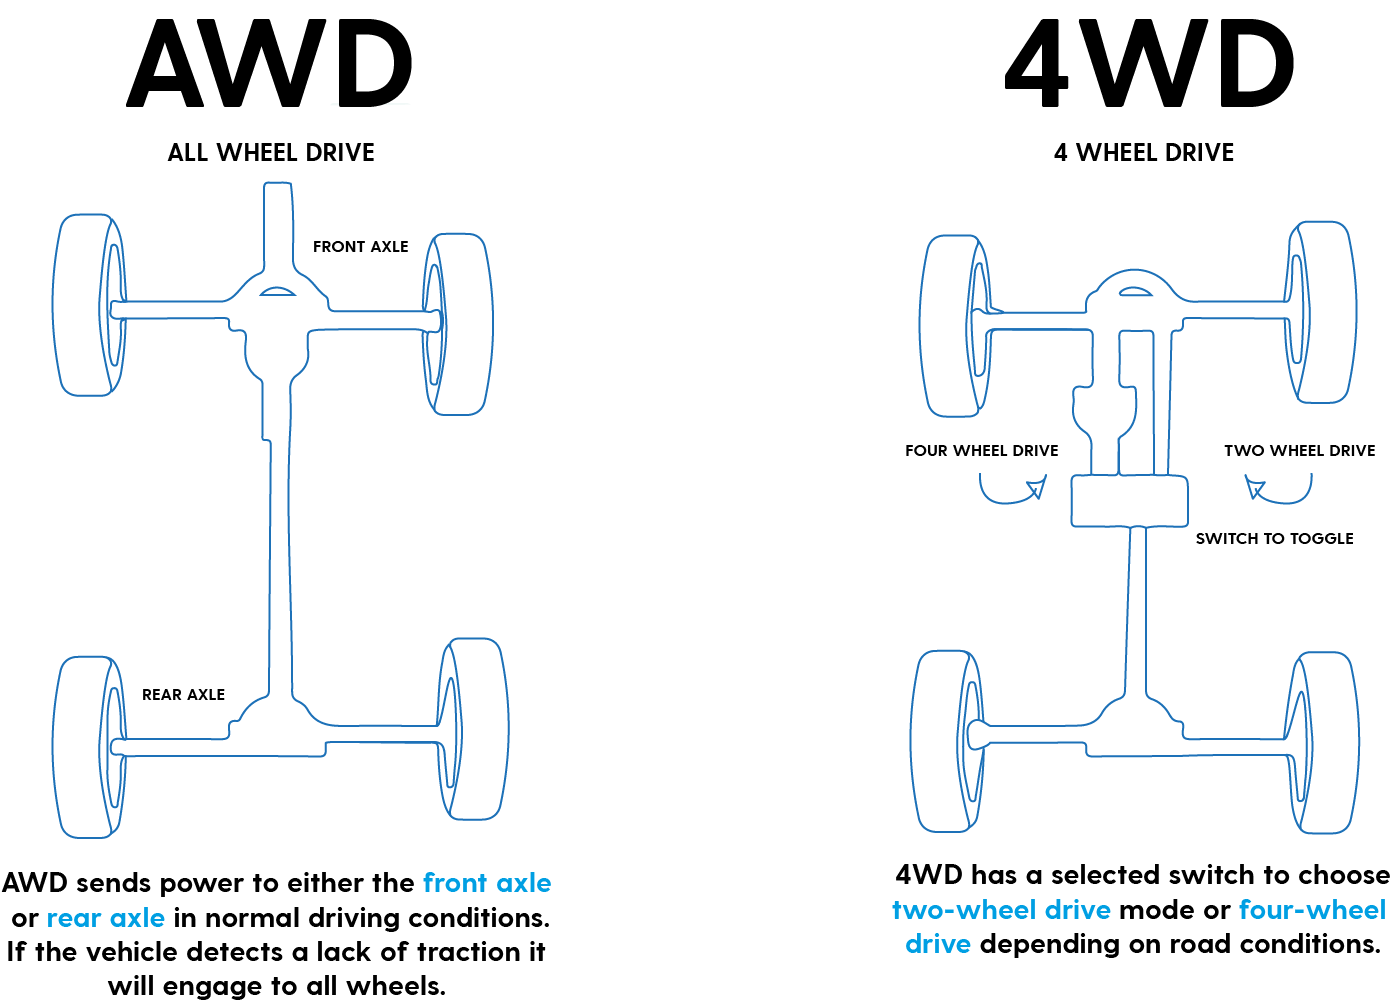 AWD
ALL WHEEL DRIVE
FRONT AXLE
REAR AXLE
AWD sends power to either the front axle
or rear axle in normal driving conditions.
If the vehicle detects a lack of traction it
will engage to all wheels.
4WD
4 WHEEL DRIVE
FOUR WHEEL DRIVE
TWO WHEEL DRIVE
SWITCH TO TOGGLE
4WD has a selected switch to choose
two-wheel drive mode or four-wheel
drive depending on road conditions.